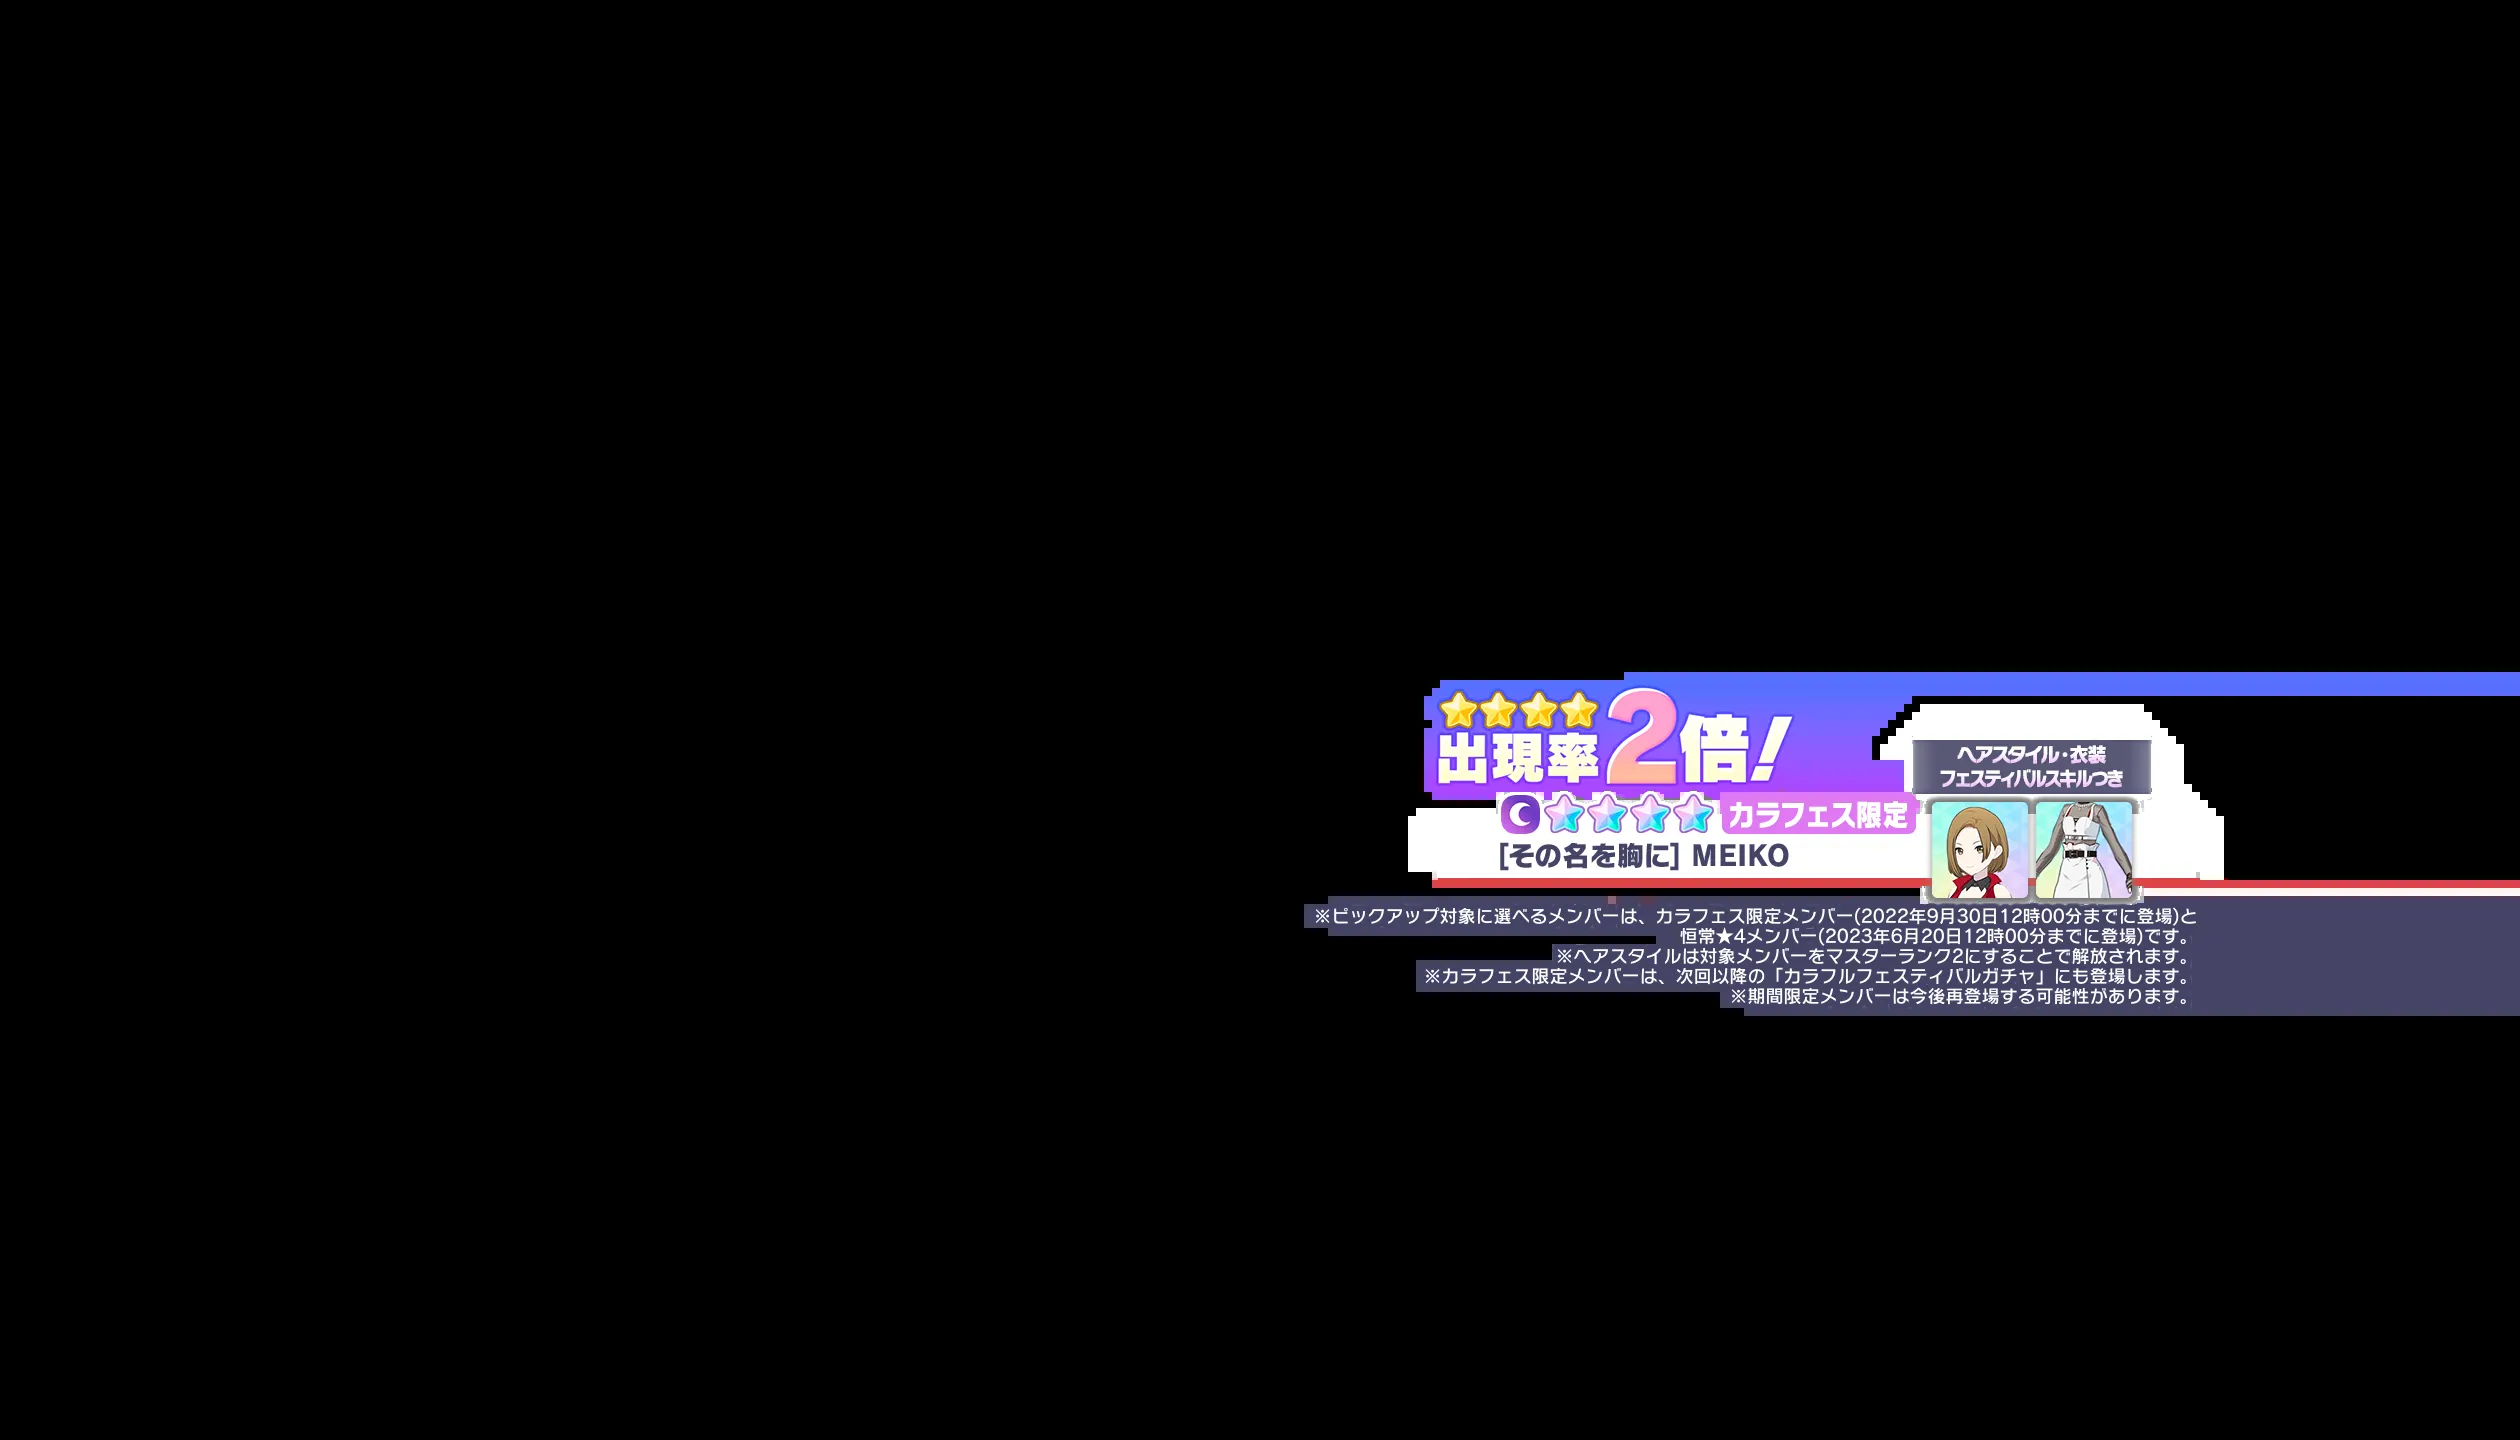 ★★★★
出現率2倍!
ヘアスタイル・衣装
フェスティバルスキルつき
カラフェス限定
[その名を胸に] MEIKO
※ピックアップ対象に選べるメンバーは、カラフェス限定メンバー(2022年9月30日12時00分までに登場)と
恒常★4メンバー(2023年6月20日12時00分までに登場)です。
※ヘアスタイルは対象メンバーをマスターランク2にすることで解放されます。
※カラフェス限定メンバーは、次回以降の「カラフルフェスティバルガチャ」にも登場します。
※期間限定メンバーは今後再登場する可能性があります。